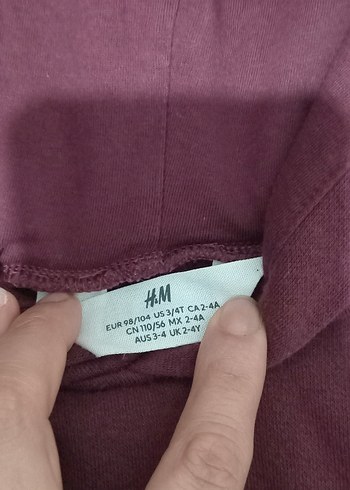 H&M
EUR 98/104 US 3/4T CA 2-4A
CN 110/56 MX 2-4A
AUS 3-4 UK 2-4Y